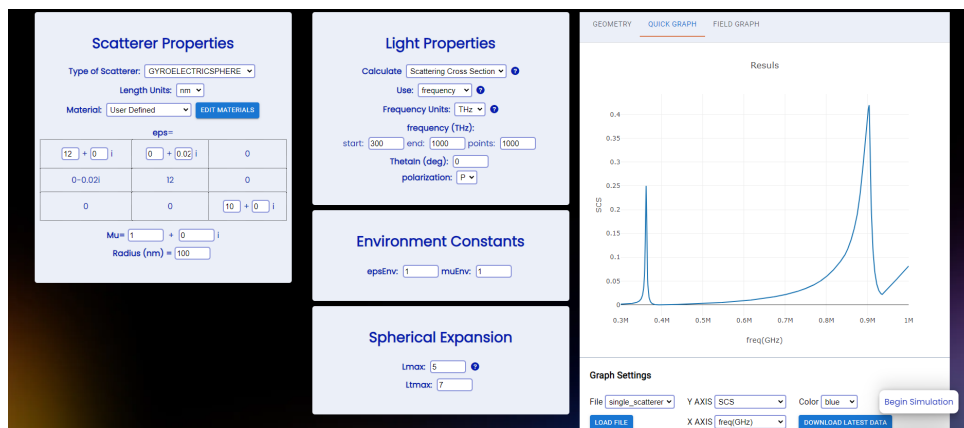 Scatterer Properties
Type of Scatterer: GYROELECTRICSPHERE
Length Units: nm
Material: User Defined EDIT MATERIALS
eps=
12 + 0 i 0 + 0.02 i 0
0-0.02i 12 0
0 0 10 + 0 i
Mu= 1 + 0 i
Radius (nm) = 100
Light Properties
Calculate Scattering Cross Section ?
Use: frequency ?
Frequency Units: THz ?
frequency (THz):
start: 300 end: 1000 points: 1000
ThetaIn (deg): 0
polarization: P
Environment Constants
epsEnv: 1 muEnv: 1
Spherical Expansion
Lmax: 5 ?
Ltmax: 7
GEOMETRY QUICK GRAPH FIELD GRAPH
Resuls
SCS
0.4
0.35
0.3
0.25
0.2
0.15
0.1
0.05
0
0.3M 0.4M 0.5M 0.6M 0.7M 0.8M 0.9M 1M
freq(GHz)
Graph Settings
File single_scatterer Y AXIS SCS Color blue
Begin Simulation
LOAD FILE X AXIS freq(GHz) DOWNLOAD LATEST DATA